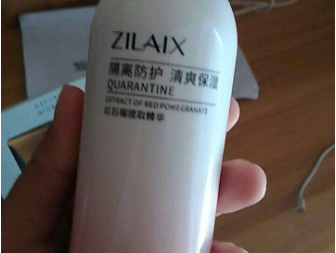 ZILAIX
隔离防护 清爽保湿
QUARANTINE
EXTRACT OF RED POMEGRANATE
红石榴提取精华